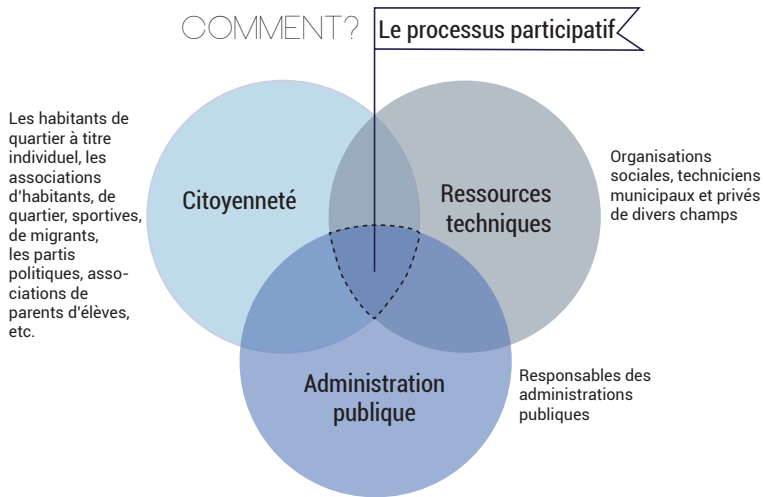 COMMENT?
Le processus participatif
Les habitants de
quartier à titre
individuel, les
associations
d'habitants, de
quartier, sportives,
de migrants,
les partis
politiques, asso-
ciations de
parents d'élèves,
etc.
Citoyenneté
Ressources
techniques
Organisations
sociales, techniciens
municipaux et privés
de divers champs
Administration
publique
Responsables des
administrations
publiques